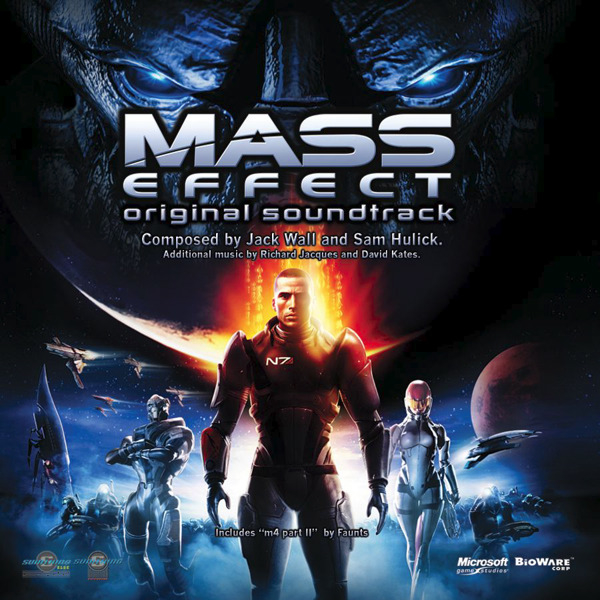 MASS
EFFECT
original soundtrack
Composed by Jack Wall and Sam Hulick.
Additional music by Richard Jacques and David Kates.
N7
Includes "m4 part II" by Faunts
Microsoft
game studios
BIOWARE
CORP